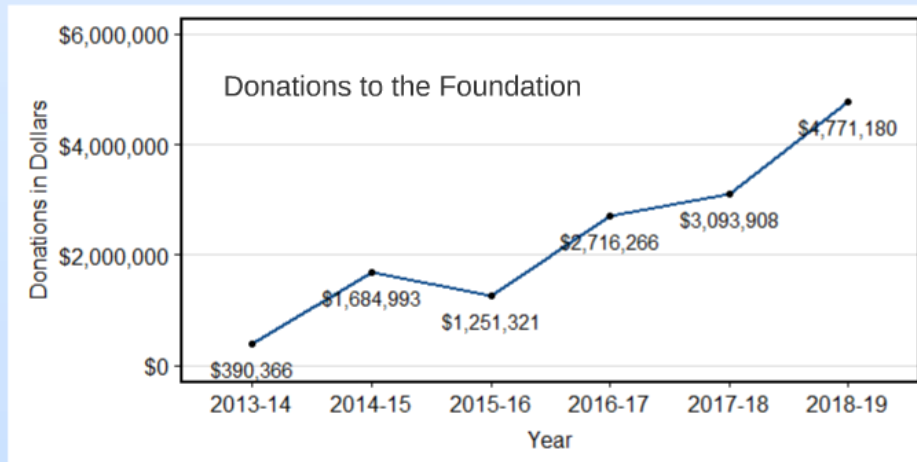 $6,000,000
Donations to the Foundation
Donations in Dollars
$4,771,180
$4,000,000
$3,093,908
$2,716,266
$2,000,000
$1,684,993
$1,251,321
$0
$390,366
2013-14 2014-15 2015-16 2016-17 2017-18 2018-19
Year